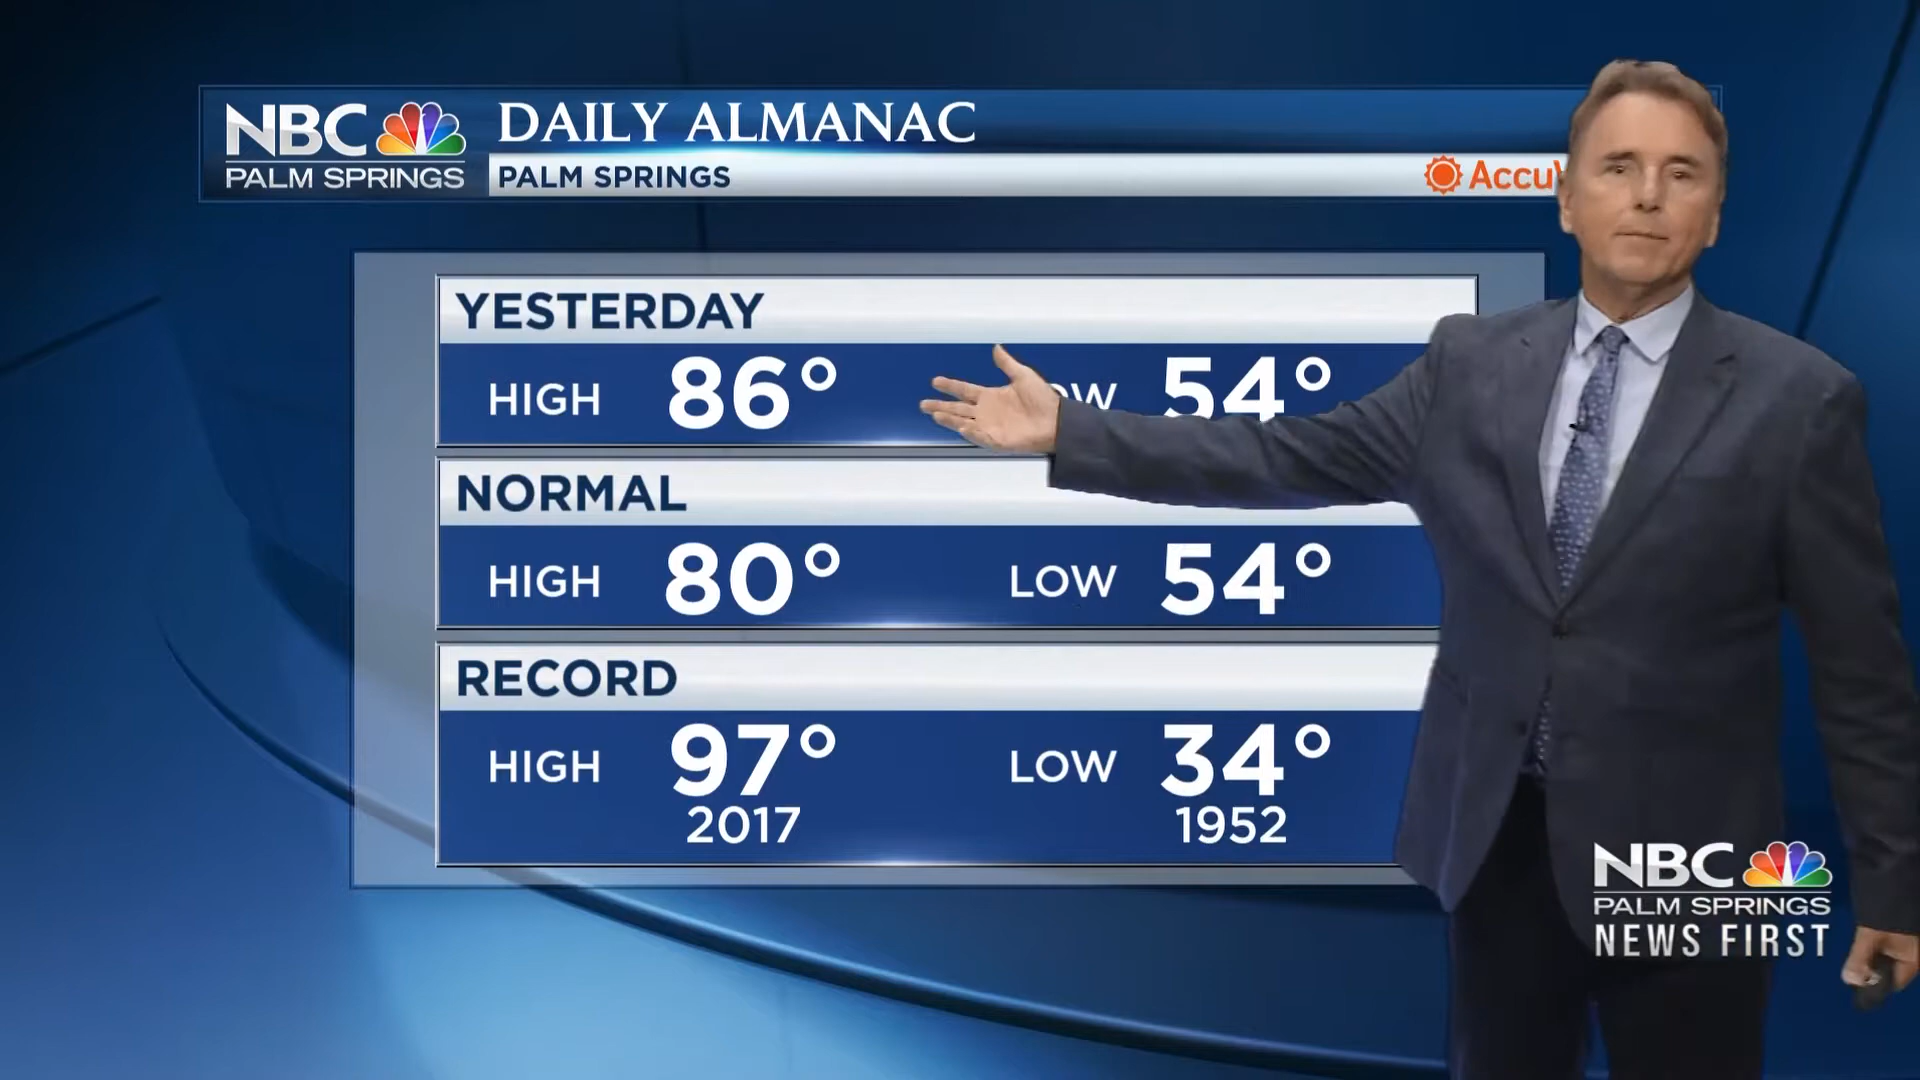 NBC
PALM SPRINGS
DAILY ALMANAC
PALM SPRINGS
YESTERDAY
HIGH 86° 54°
NORMAL
HIGH 80° LOW 54°
RECORD
HIGH 97° LOW 34°
2017 1952
NBC
PALM SPRINGS
NEWS FIRST